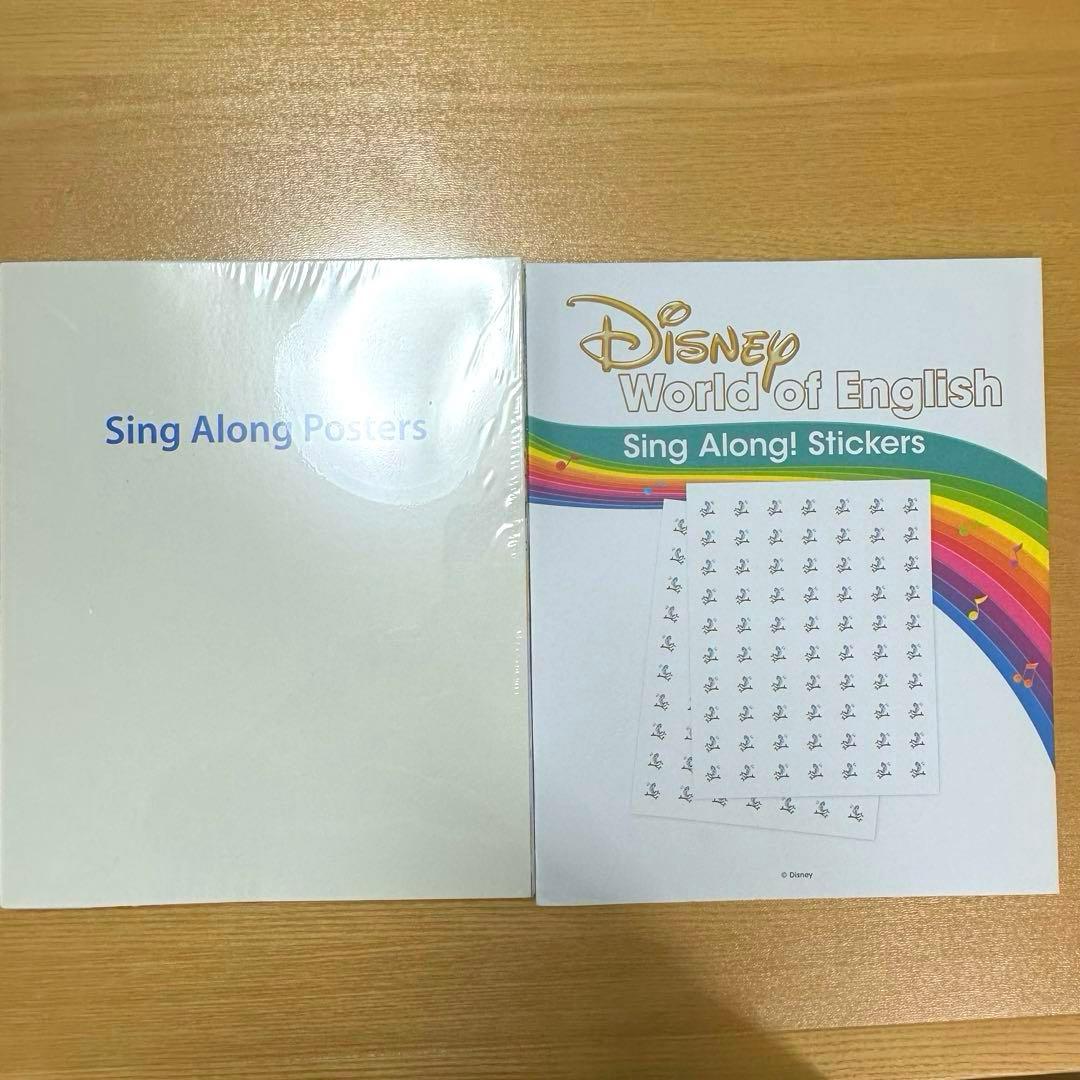 Sing Along Posters
Disney
World of English
Sing Along! Stickers
© Disney